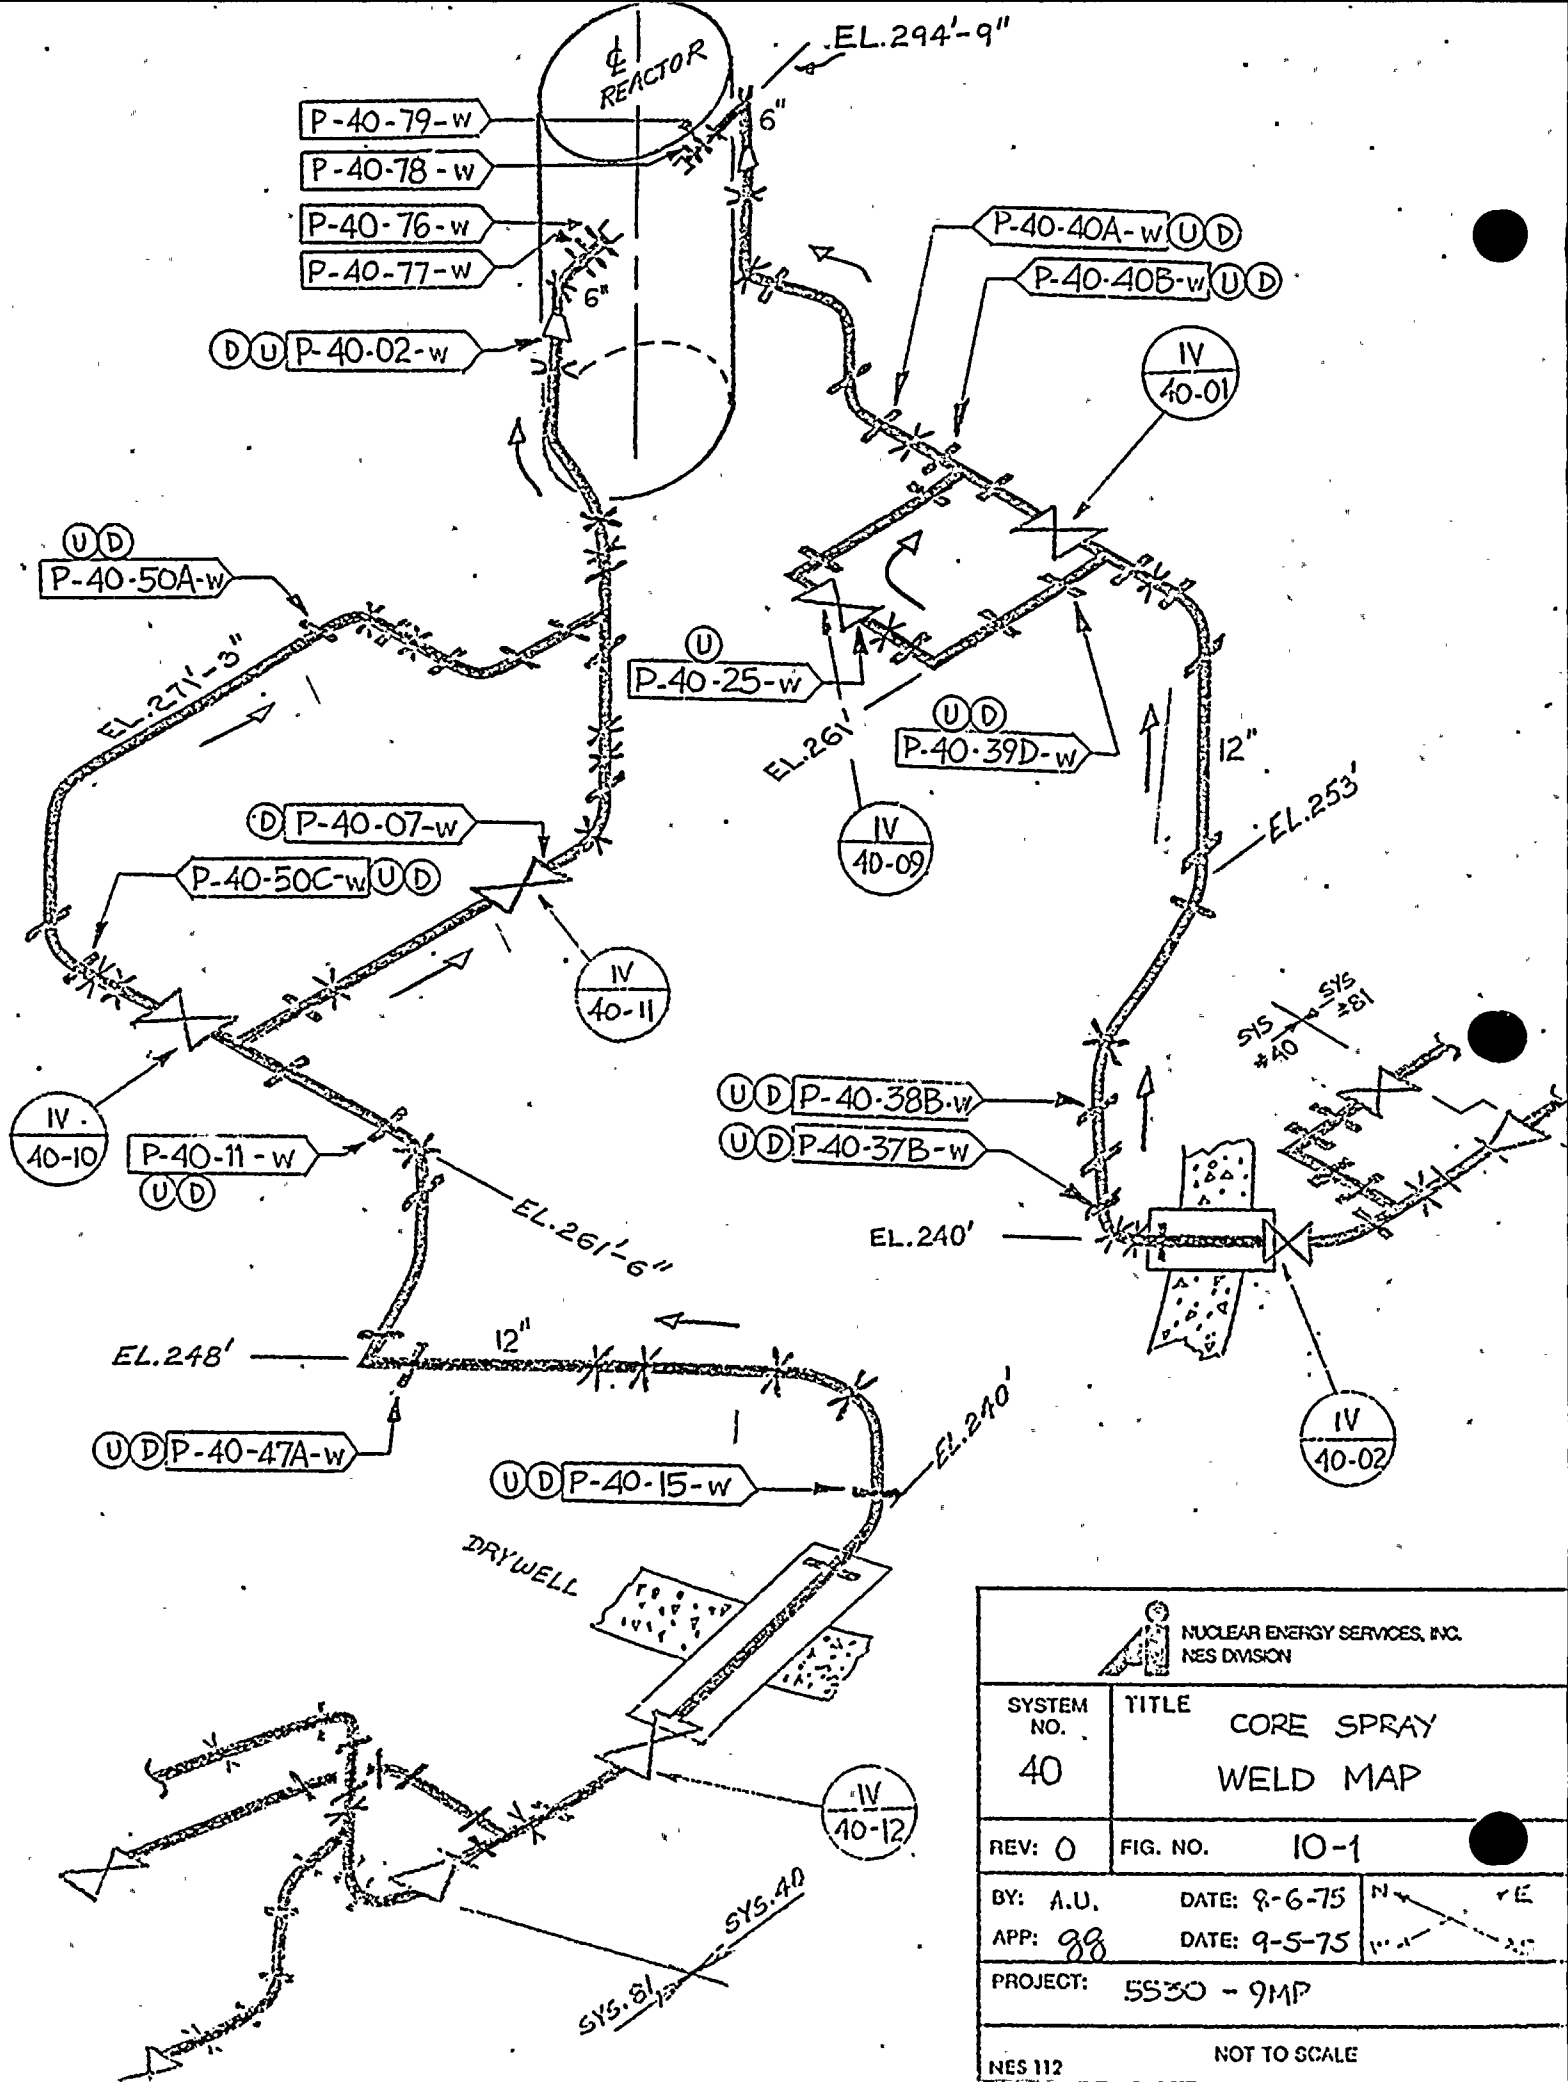 EL.294'-9"
℄
REACTOR
6"
P-40-79-w
P-40-78-w
P-40-76-w
P-40-77-w
6"
D U P-40-02-w
P-40-40A-w U D
P-40-40B-w U D
IV
40-01
U D
P-40-50A-w
EL.271'-3"
U
P-40-25-w
EL.261'
U D
P-40-39D-w
12"
EL.253'
IV
40-09
D P-40-07-w
P-40-50C-w U D
IV
40-11
SYS
#40
SYS
#81
IV
40-10
P-40-11-w
U D
EL.261'-6"
U D P-40-38B-w
U D P-40-37B-w
EL.240'
EL.248'
12"
U D P-40-47A-w
U D P-40-15-w
EL.240'
IV
40-02
DRYWELL
IV
40-12
SYS.40
SYS.81
NUCLEAR ENERGY SERVICES, INC.
NES DIVISION
SYSTEM
NO.
40
TITLE
CORE SPRAY
WELD MAP
REV: 0
FIG. NO. 10-1
BY: A.U. DATE: 8-6-75
APP: gg DATE: 9-5-75
N E
PROJECT: 5530 - 9MP
NES 112
NOT TO SCALE